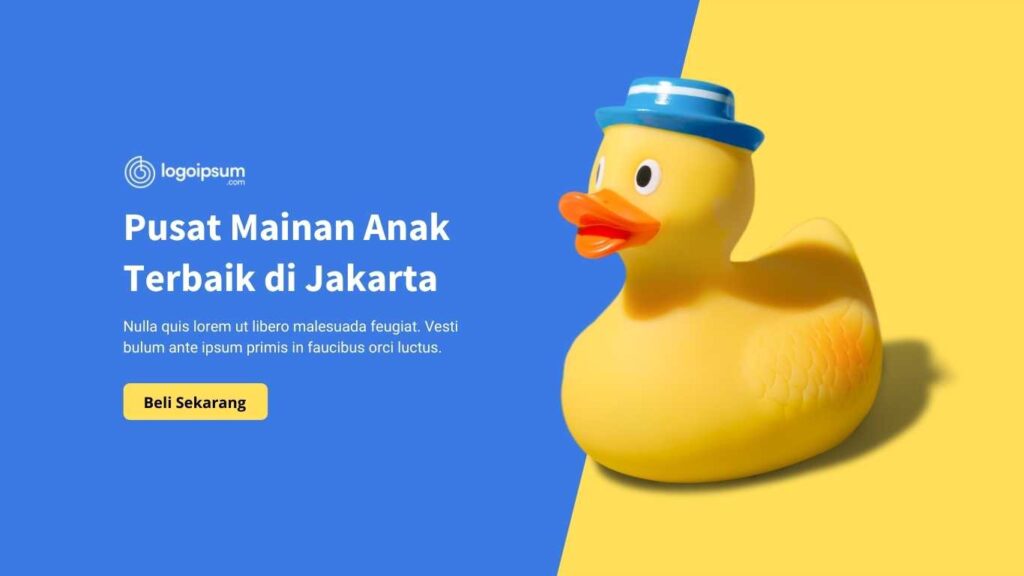 logoipsum
.com
Pusat Mainan Anak
Terbaik di Jakarta
Nulla quis lorem ut libero malesuada feugiat. Vesti
bulum ante ipsum primis in faucibus orci luctus.
Beli Sekarang